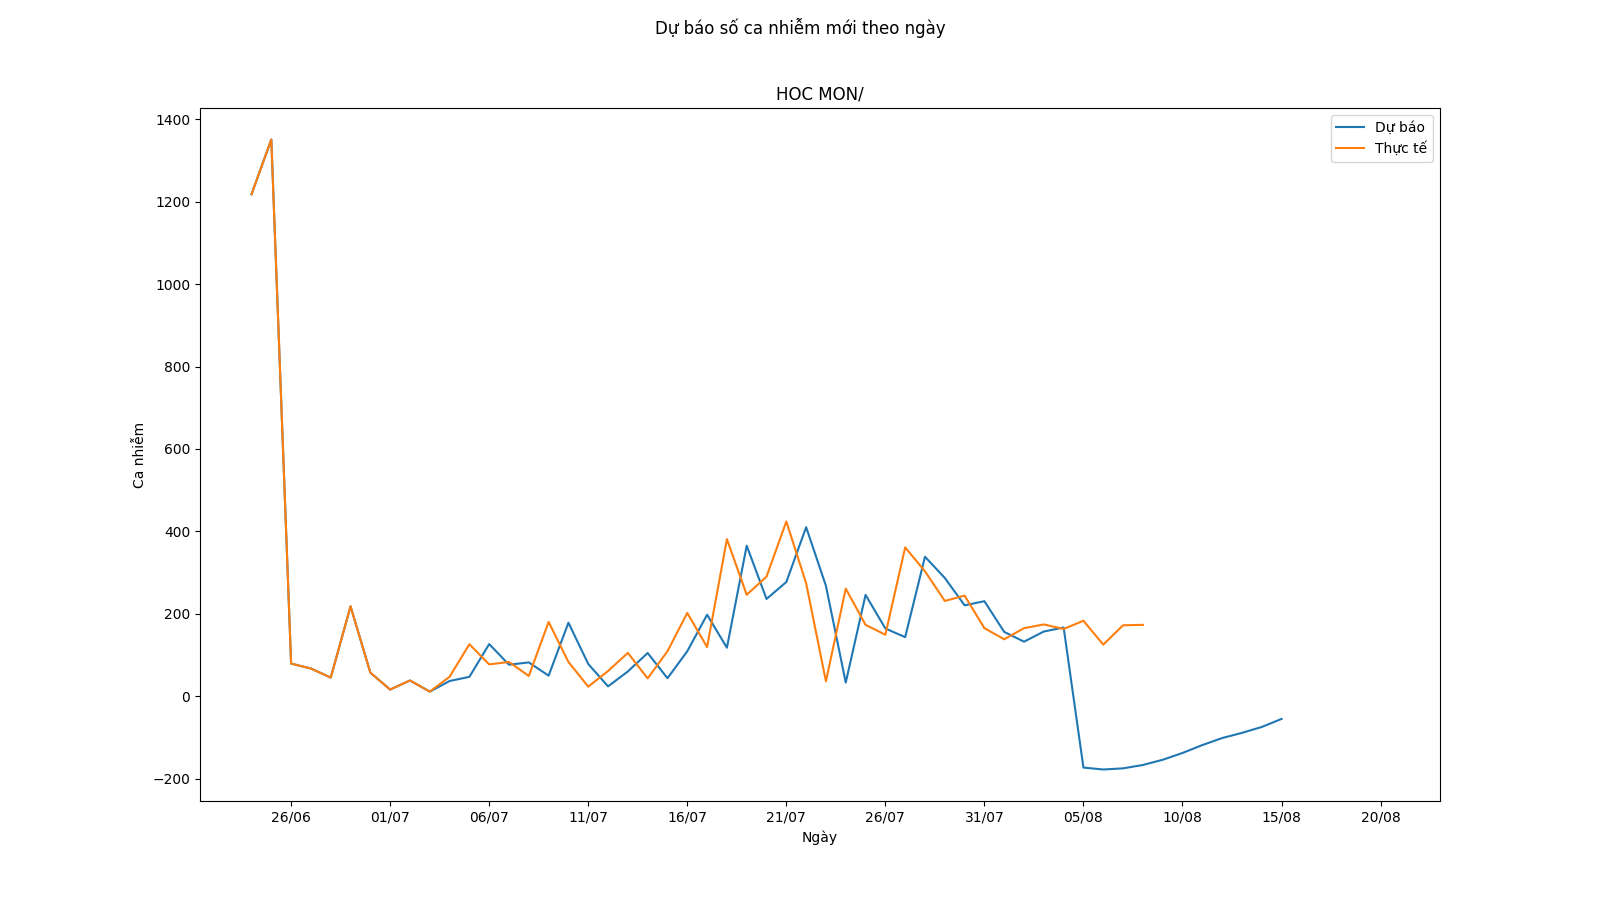 Dự báo số ca nhiễm mới theo ngày
HOC MON/
Dự báo
Thực tế
1400
1200
1000
800
600
400
200
0
−200
Ca nhiễm
26/06 01/07 06/07 11/07 16/07 21/07 26/07 31/07 05/08 10/08 15/08 20/08
Ngày